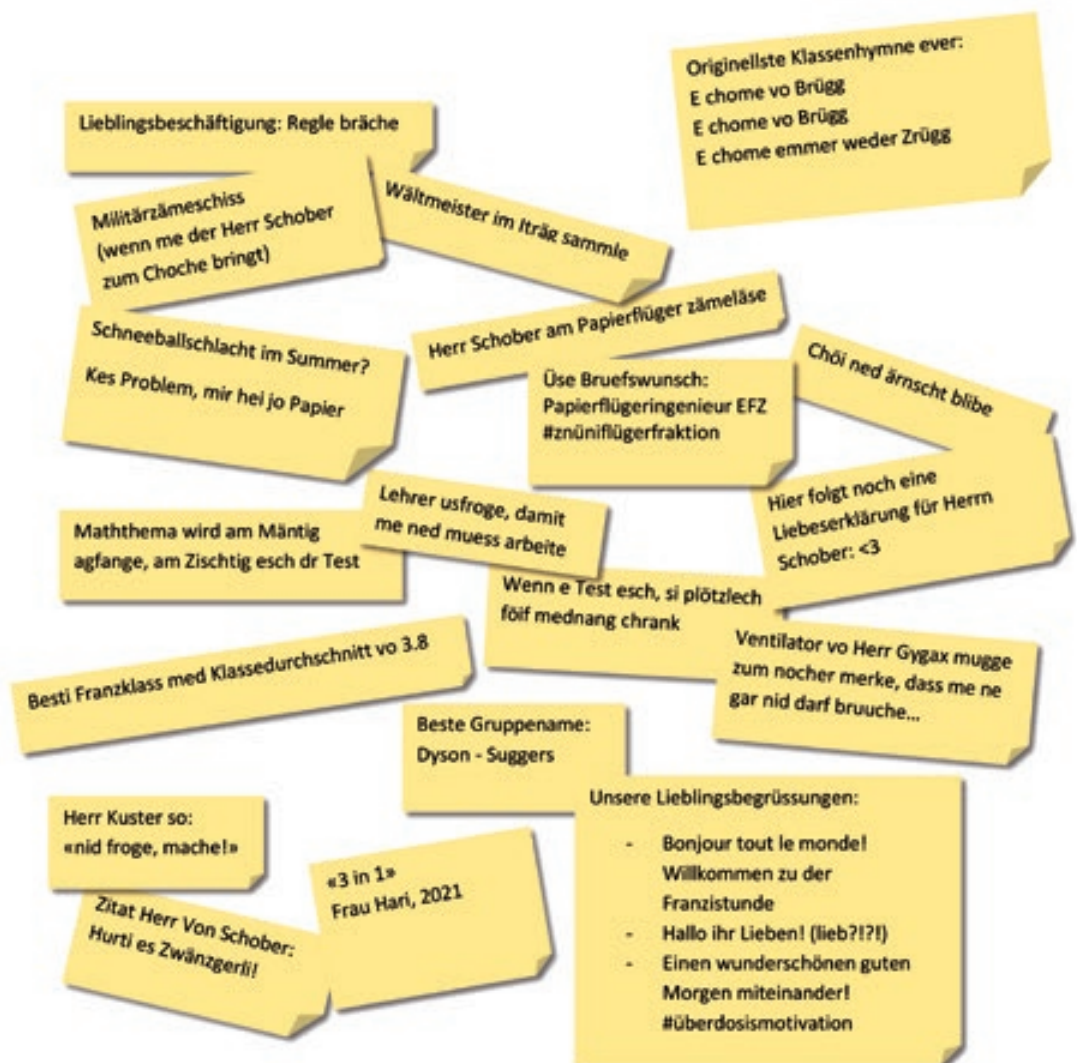 Originellste Klassenhymne ever:
E chome vo Brügg
E chome vo Brügg
E chome emmer weder Zrügg
Lieblingsbeschäftigung: Regle bräche
Militärzämeschiss
(wenn me der Herr Schober
zum Choche bringt)
Wältmeister im Iträg sammle
Schneeballschlacht im Summer?
Kes Problem, mir hei jo Papier
Herr Schober am Papierflüger zämeläse
Üse Bruefswunsch:
Papierflügeringenieur EFZ
#znüniflügerfraktion
Chöi ned ärnscht blibe
Hier folgt noch eine
Liebeserklärung für Herrn
Schober: <3
Lehrer usfroge, damit
me ned muess arbeite
Maththema wird am Mäntig
agfange, am Zischtig esch dr Test
Wenn e Test esch, si plötzlech
föif mednang chrank
Ventilator vo Herr Gygax mugge
zum nocher merke, dass me ne
gar nid darf bruuche...
Besti Franzklass med Klassedurchschnitt vo 3.8
Beste Gruppename:
Dyson - Suggers
Herr Kuster so:
«nid froge, mache!»
«3 in 1»
Frau Hari, 2021
Zitat Herr Von Schober:
Hurti es Zwänzgerli!
Unsere Lieblingsbegrüssungen:
- Bonjour tout le monde!
Willkommen zu der
Franzistunde
- Hallo ihr Lieben! (lieb?!?!)
- Einen wunderschönen guten
Morgen miteinander!
#überdosismotivation